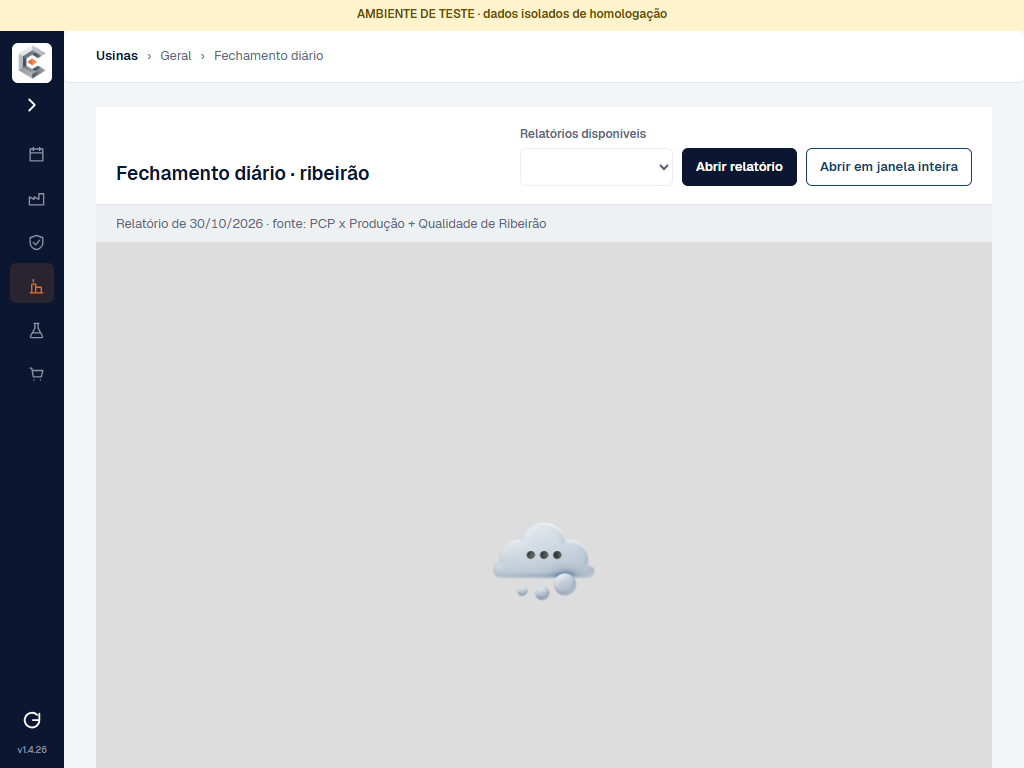 AMBIENTE DE TESTE · dados isolados de homologação
Usinas › Geral › Fechamento diário
Relatórios disponíveis
Fechamento diário · ribeirão
Abrir relatório
Abrir em janela inteira
Relatório de 30/10/2026 · fonte: PCP x Produção + Qualidade de Ribeirão
v1.4.26